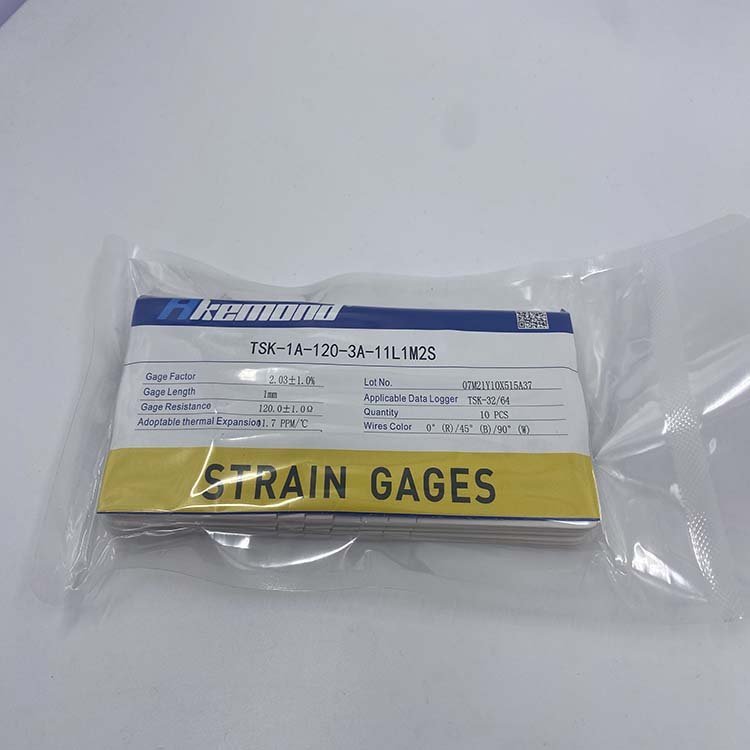 Akemond
TSK-1A-120-3A-11L1M2S
Gage Factor 2.03±1.0%
Gage Length 1mm
Gage Resistance 120.0±1.0Ω
Adoptable thermal Expansion 11.7 PPM/℃
Lot No. 07M21Y10X515A37
Applicable Data Logger TSK-32/64
Quantity 10 PCS
Wires Color 0° (R)/45° (B)/90° (W)
STRAIN GAGES